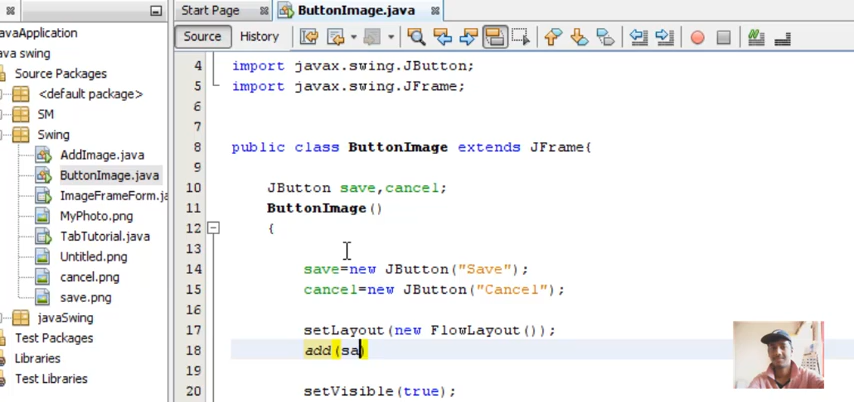 Start Page
ButtonImage.java
Source History
avaApplication
ava swing
Source Packages
<default package>
SM
Swing
AddImage.java
ButtonImage.java
ImageFrameForm.ja
MyPhoto.png
TabTutorial.java
Untitled.png
cancel.png
save.png
javaSwing
Test Packages
Libraries
Test Libraries
4 import javax.swing.JButton;
5 import javax.swing.JFrame;
6
7
8 public class ButtonImage extends JFrame{
9
10 JButton save,cancel;
11 ButtonImage()
12 {
13
14 save=new JButton("Save");
15 cancel=new JButton("Cancel");
16
17 setLayout(new FlowLayout());
18 add(sa)
19
20 setVisible(true);